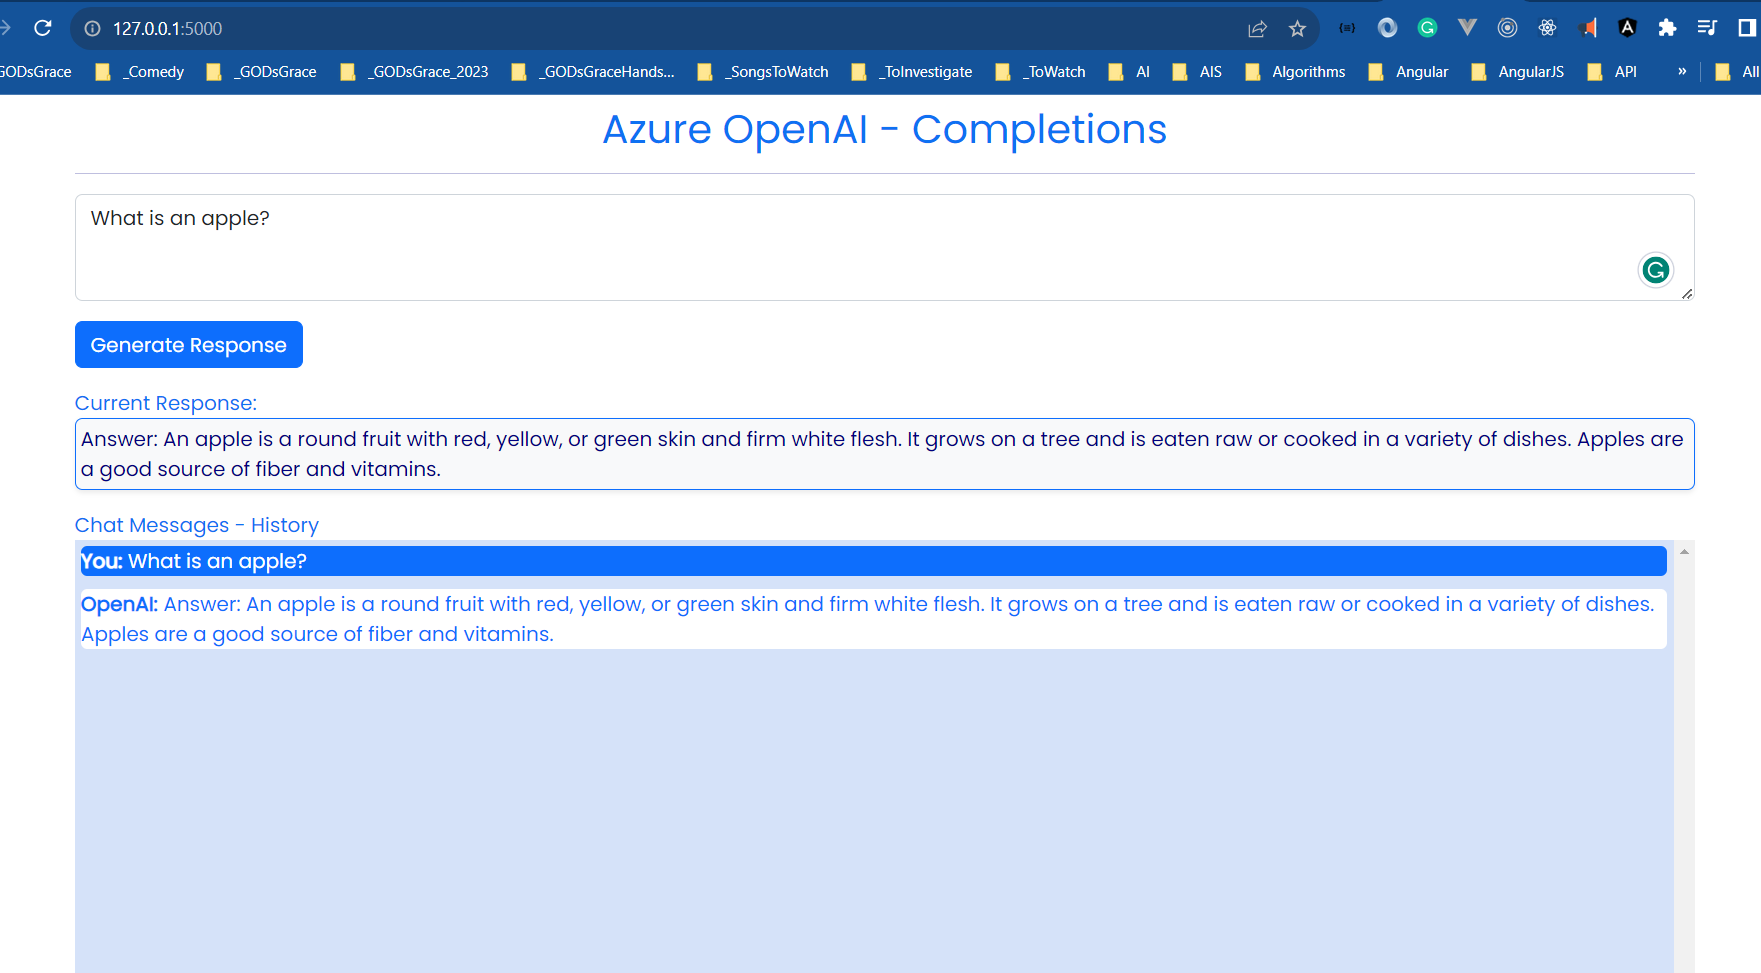 127.0.0.1:5000
GODsGrace _Comedy _GODsGrace _GODsGrace_2023 _GODsGraceHands... _SongsToWatch _ToInvestigate _ToWatch AI AIS Algorithms Angular AngularJS API » All
Azure OpenAI - Completions
What is an apple?
Generate Response
Current Response:
Answer: An apple is a round fruit with red, yellow, or green skin and firm white flesh. It grows on a tree and is eaten raw or cooked in a variety of dishes. Apples are
a good source of fiber and vitamins.
Chat Messages - History
You: What is an apple?
OpenAI: Answer: An apple is a round fruit with red, yellow, or green skin and firm white flesh. It grows on a tree and is eaten raw or cooked in a variety of dishes.
Apples are a good source of fiber and vitamins.